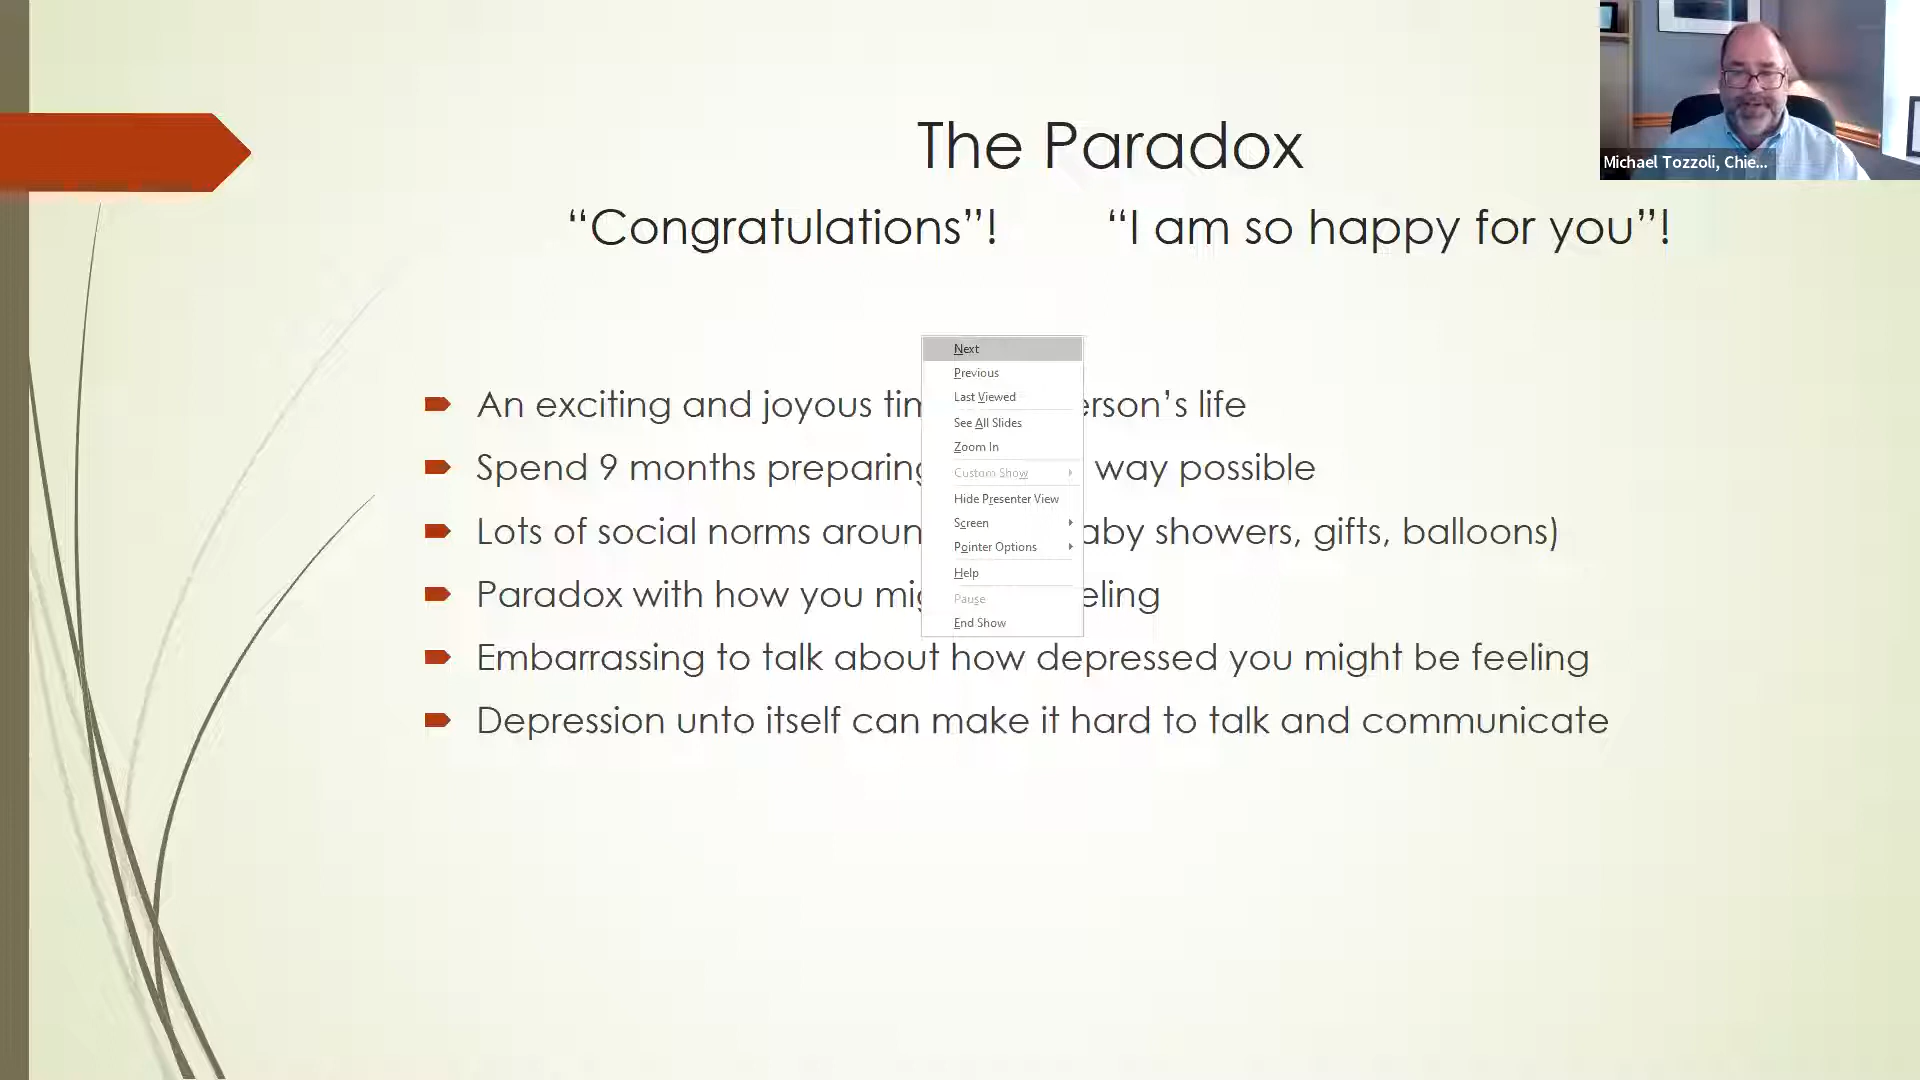 The Paradox
“Congratulations”! “I am so happy for you”!
Michael Tozzoli, Chie...
An exciting and joyous erson’s life
Spend 9 months preparing way possible
Lots of social norms aby showers, gifts, balloons)
Paradox with how you eling
Embarrassing to talk about how depressed you might be feeling
Depression unto itself can make it hard to talk and communicate
Next
Previous
Last Viewed
See All Slides
Zoom In
Custom Show
Hide Presenter View
Screen
Pointer Options
Help
Pause
End Show